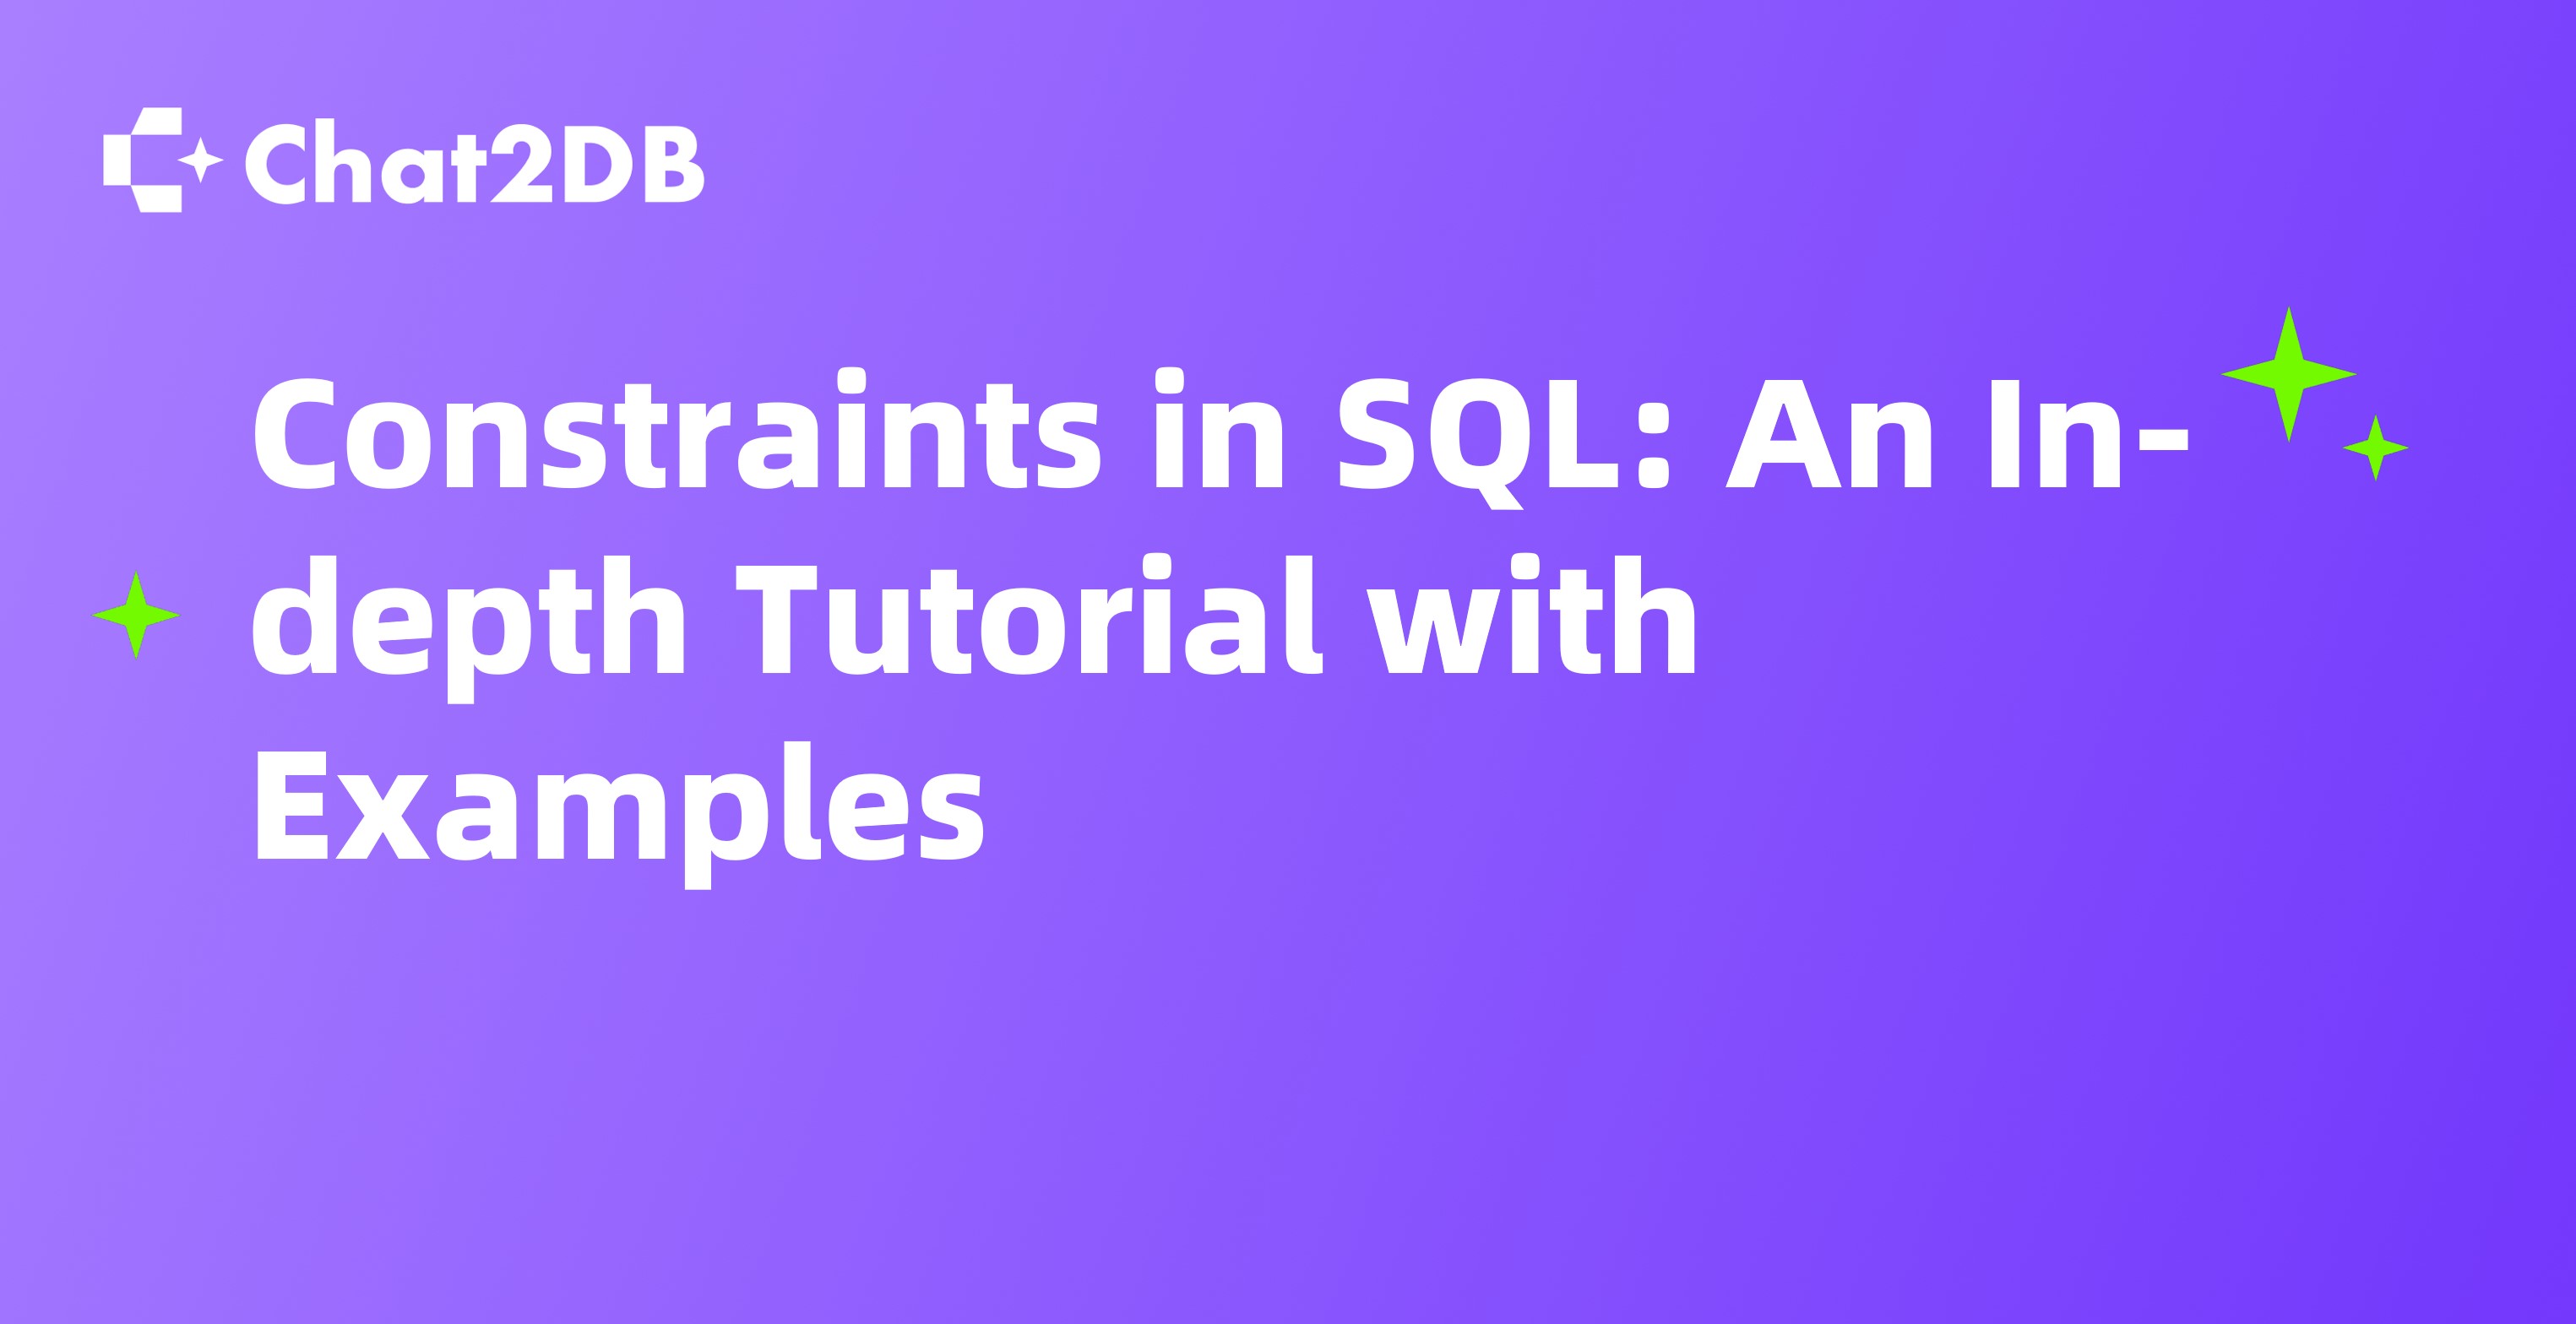 Chat2DB
Constraints in SQL: An In-
depth Tutorial with
Examples